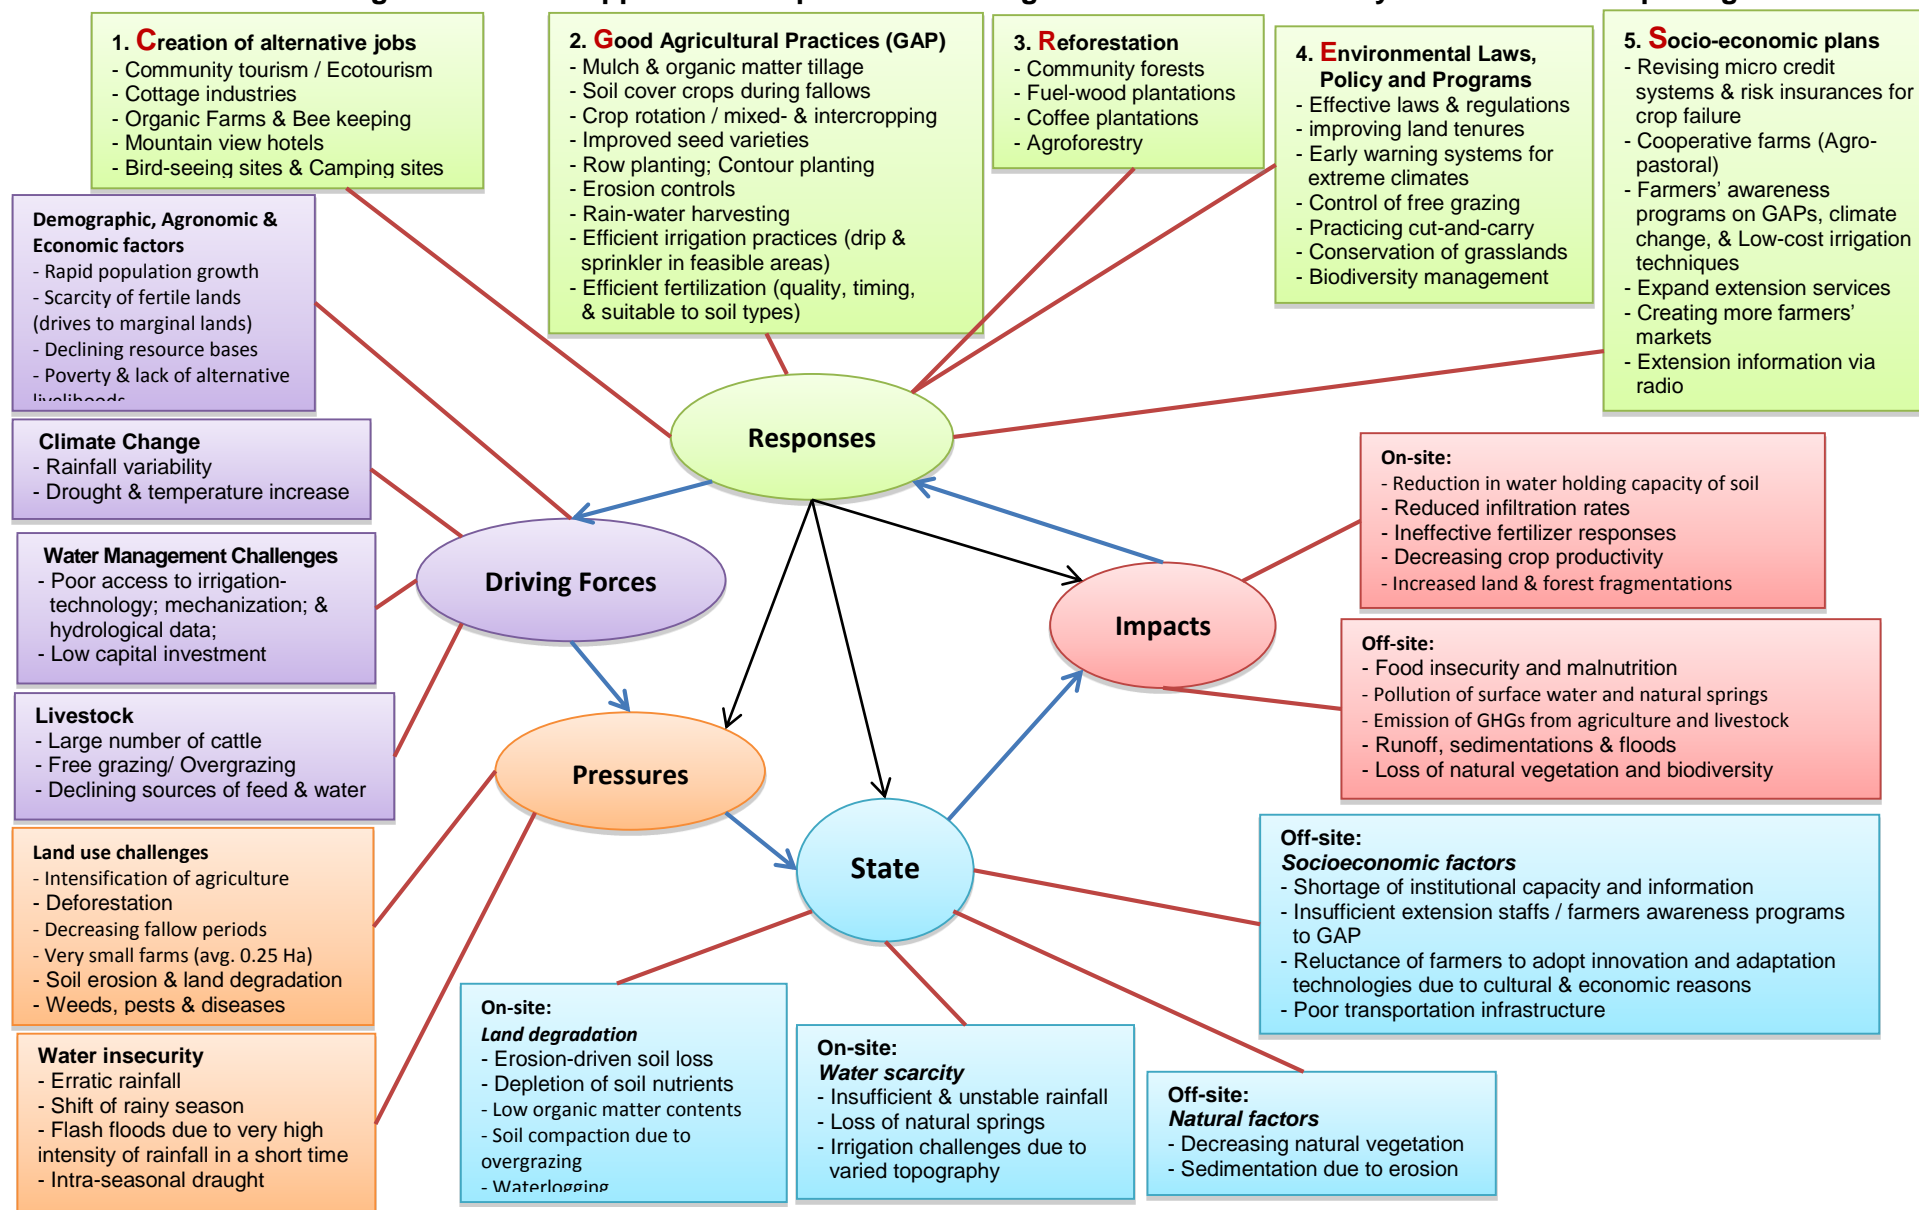 1. Creation of alternative jobs
- Community tourism / Ecotourism
- Cottage industries
- Organic Farms & Bee keeping
- Mountain view hotels
- Bird-seeing sites & Camping sites
2. Good Agricultural Practices (GAP)
- Mulch & organic matter tillage
- Soil cover crops during fallows
- Crop rotation / mixed- & intercropping
- Improved seed varieties
- Row planting; Contour planting
- Erosion controls
- Rain-water harvesting
- Efficient irrigation practices (drip &
sprinkler in feasible areas)
- Efficient fertilization (quality, timing,
& suitable to soil types)
3. Reforestation
- Community forests
- Fuel-wood plantations
- Coffee plantations
- Agroforestry
4. Environmental Laws,
Policy and Programs
- Effective laws & regulations
- improving land tenures
- Early warning systems for
extreme climates
- Control of free grazing
- Practicing cut-and-carry
- Conservation of grasslands
- Biodiversity management
5. Socio-economic plans
- Revising micro credit
systems & risk insurances for
crop failure
- Cooperative farms (Agro-
pastoral)
- Farmers' awareness
programs on GAPs, climate
change, & Low-cost irrigation
techniques
- Expand extension services
- Creating more farmers'
markets
- Extension information via
radio
Demographic, Agronomic &
Economic factors
- Rapid population growth
- Scarcity of fertile lands
(drives to marginal lands)
- Declining resource bases
- Poverty & lack of alternative
livelihoods
Climate Change
- Rainfall variability
- Drought & temperature increase
Water Management Challenges
- Poor access to irrigation-
technology; mechanization; &
hydrological data;
- Low capital investment
Livestock
- Large number of cattle
- Free grazing/ Overgrazing
- Declining sources of feed & water
Land use challenges
- Intensification of agriculture
- Deforestation
- Decreasing fallow periods
- Very small farms (avg. 0.25 Ha)
- Soil erosion & land degradation
- Weeds, pests & diseases
Water insecurity
- Erratic rainfall
- Shift of rainy season
- Flash floods due to very high
intensity of rainfall in a short time
- Intra-seasonal draught
Responses
Driving Forces
Pressures
State
Impacts
On-site:
- Reduction in water holding capacity of soil
- Reduced infiltration rates
- Ineffective fertilizer responses
- Decreasing crop productivity
- Increased land & forest fragmentations
Off-site:
- Food insecurity and malnutrition
- Pollution of surface water and natural springs
- Emission of GHGs from agriculture and livestock
- Runoff, sedimentations & floods
- Loss of natural vegetation and biodiversity
Off-site:
Socioeconomic factors
- Shortage of institutional capacity and information
- Insufficient extension staffs / farmers awareness programs
to GAP
- Reluctance of farmers to adopt innovation and adaptation
technologies due to cultural & economic reasons
- Poor transportation infrastructure
On-site:
Land degradation
- Erosion-driven soil loss
- Depletion of soil nutrients
- Low organic matter contents
- Soil compaction due to
overgrazing
- Waterlogging
On-site:
Water scarcity
- Insufficient & unstable rainfall
- Loss of natural springs
- Irrigation challenges due to
varied topography
Off-site:
Natural factors
- Decreasing natural vegetation
- Sedimentation due to erosion